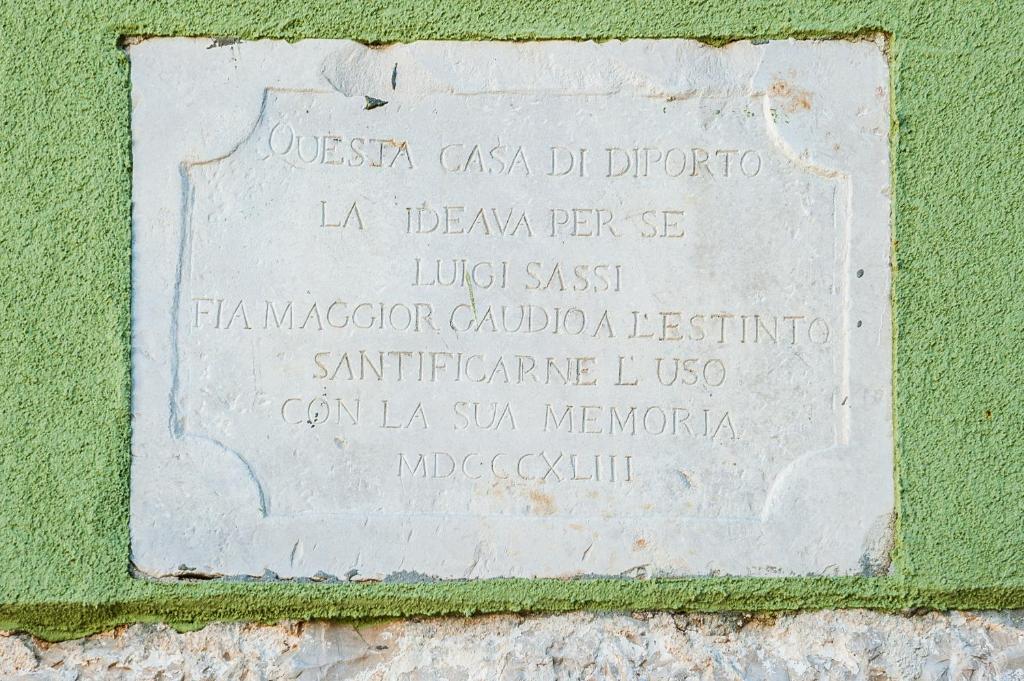 QUESTA CASA DI DIPORTO
LA IDEAVA PER SE
LUIGI SASSI
FIA MAGGIOR GAUDIO A L'ESTINTO
SANTIFICARNE L'USO
CON LA SUA MEMORIA
MDCCCXLIII